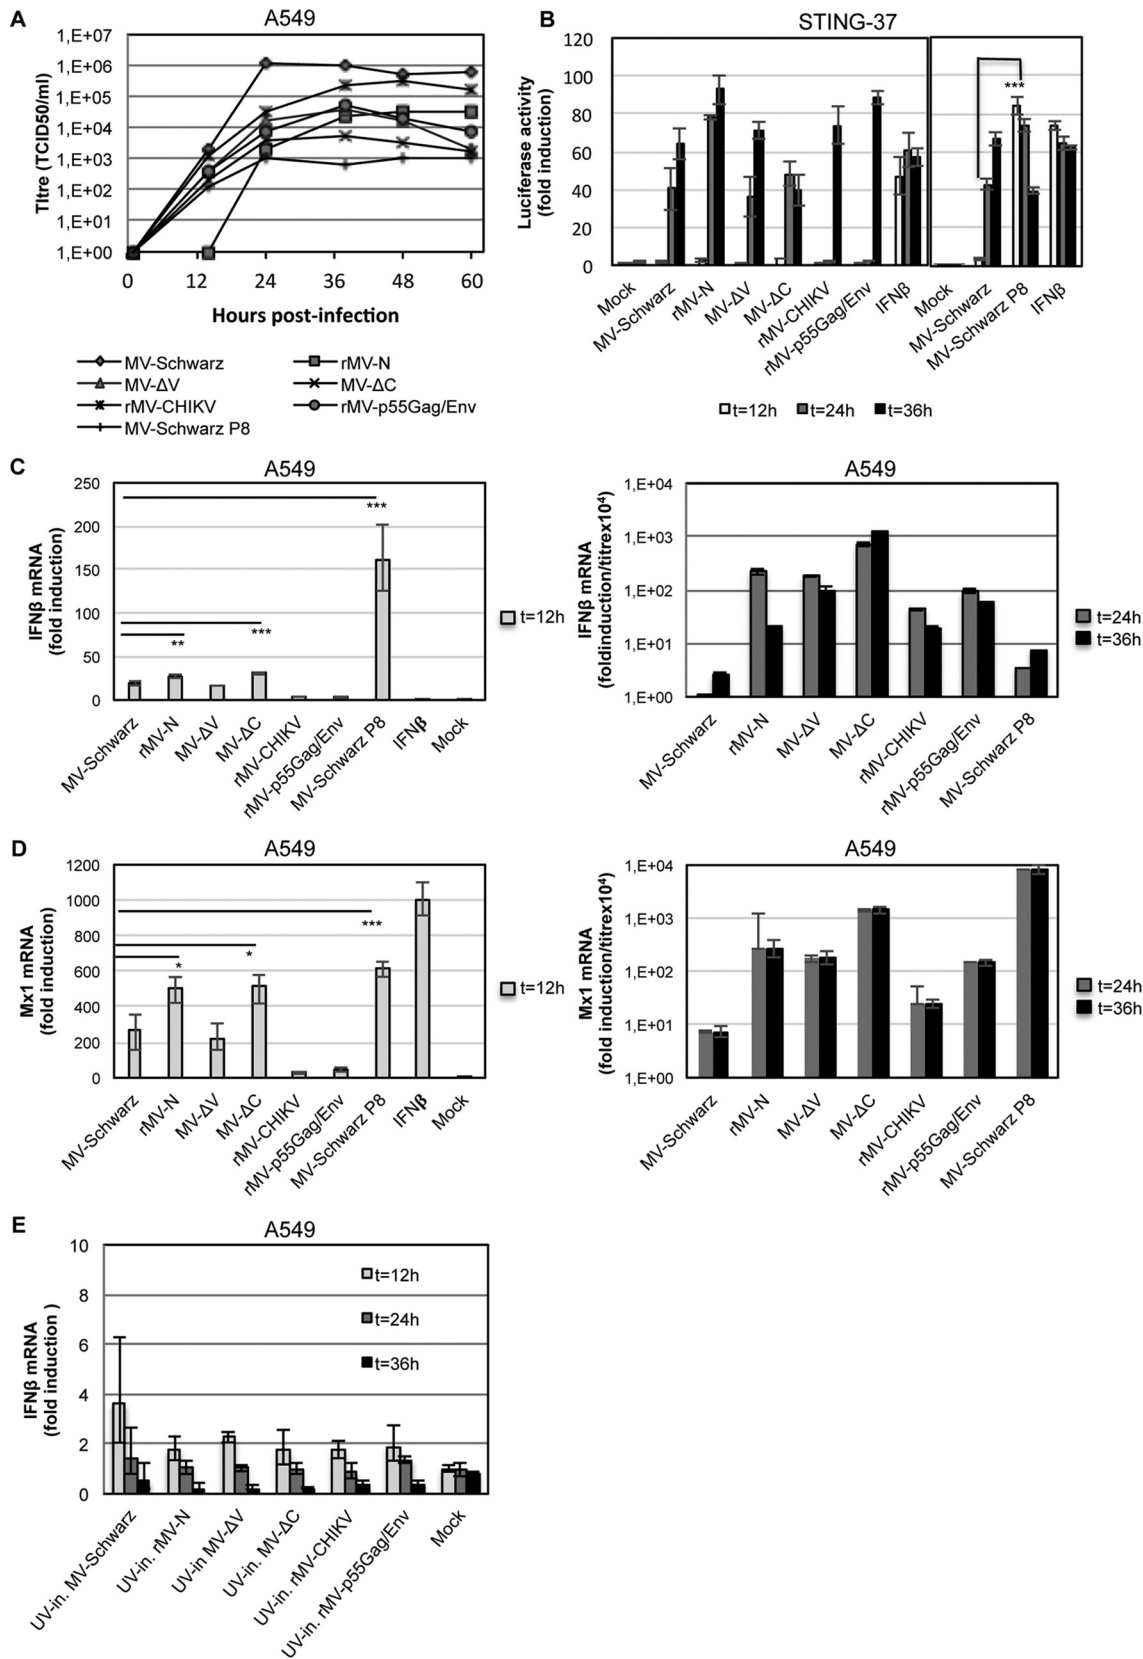 A
A549
Titre (TCID50/ml)
1,E+07
1,E+06
1,E+05
1,E+04
1,E+03
1,E+02
1,E+01
1,E+00
0 12 24 36 48 60
Hours post-infection
MV-Schwarz
rMV-N
MV-ΔV
MV-ΔC
rMV-CHIKV
rMV-p55Gag/Env
MV-Schwarz P8
B
STING-37
Luciferase activity
(fold induction)
120
100
80
60
40
20
0
***
Mock
MV-Schwarz
rMV-N
MV-ΔV
MV-ΔC
rMV-CHIKV
rMV-p55Gag/Env
IFNβ
Mock
MV-Schwarz
MV-Schwarz P8
IFNβ
t=12h t=24h t=36h
C
A549
IFNβ mRNA
(fold induction)
250
200
150
100
50
0
***
***
**
t=12h
MV-Schwarz
rMV-N
MV-ΔV
MV-ΔC
rMV-CHIKV
rMV-p55Gag/Env
MV-Schwarz P8
IFNβ
Mock
A549
IFNβ mRNA
(foldinduction/titrex10⁴)
1,E+04
1,E+03
1,E+02
1,E+01
1,E+00
t=24h
t=36h
MV-Schwarz
rMV-N
MV-ΔV
MV-ΔC
rMV-CHIKV
rMV-p55Gag/Env
MV-Schwarz P8
D
A549
Mx1 mRNA
(fold induction)
1200
1000
800
600
400
200
0
***
*
*
t=12h
MV-Schwarz
rMV-N
MV-ΔV
MV-ΔC
rMV-CHIKV
rMV-p55Gag/Env
MV-Schwarz P8
IFNβ
Mock
A549
Mx1 mRNA
(fold induction/titrex10⁴)
1,E+04
1,E+03
1,E+02
1,E+01
1,E+00
t=24h
t=36h
MV-Schwarz
rMV-N
MV-ΔV
MV-ΔC
rMV-CHIKV
rMV-p55Gag/Env
MV-Schwarz P8
E
A549
IFNβ mRNA
(fold induction )
10
8
6
4
2
0
t=12h
t=24h
t=36h
UV-in. MV-Schwarz
UV-in. rMV-N
UV-in MV-ΔV
UV-in. MV-ΔC
UV-in. rMV-CHIKV
UV-in. rMV-p55Gag/Env
Mock